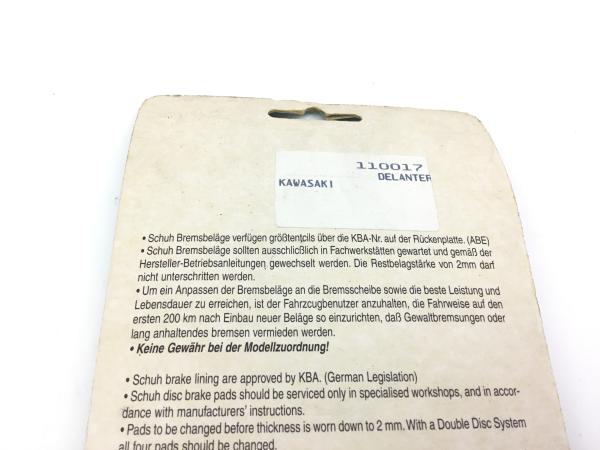 110017
KAWASAKI DELANTER
• Schuh Bremsbeläge verfügen größtenteils über die KBA-Nr. auf der Rückenplatte. (ABE)
• Schuh Bremsbeläge sollten ausschließlich in Fachwerkstätten gewartet und gemäß der
Hersteller-Betriebsanleitungen gewechselt werden. Die Restbelagstärke von 2mm darf
nicht unterschritten werden.
• Um ein Anpassen der Bremsbeläge an die Bremsscheibe sowie die beste Leistung und
Lebensdauer zu erreichen, ist der Fahrzeugbenutzer anzuhalten, die Fahrweise auf den
ersten 200 km nach Einbau neuer Beläge so einzurichten, daß Gewaltbremsungen oder
lang anhaltendes bremsen vermieden werden.
• Keine Gewähr bei der Modellzuordnung!
• Schuh brake lining are approved by KBA. (German Legislation)
• Schuh disc brake pads should be serviced only in specialised workshops, and in accor-
dance with manufacturers' instructions.
• Pads to be changed before thickness is worn down to 2 mm. With a Double Disc System
all four pads should be changed.